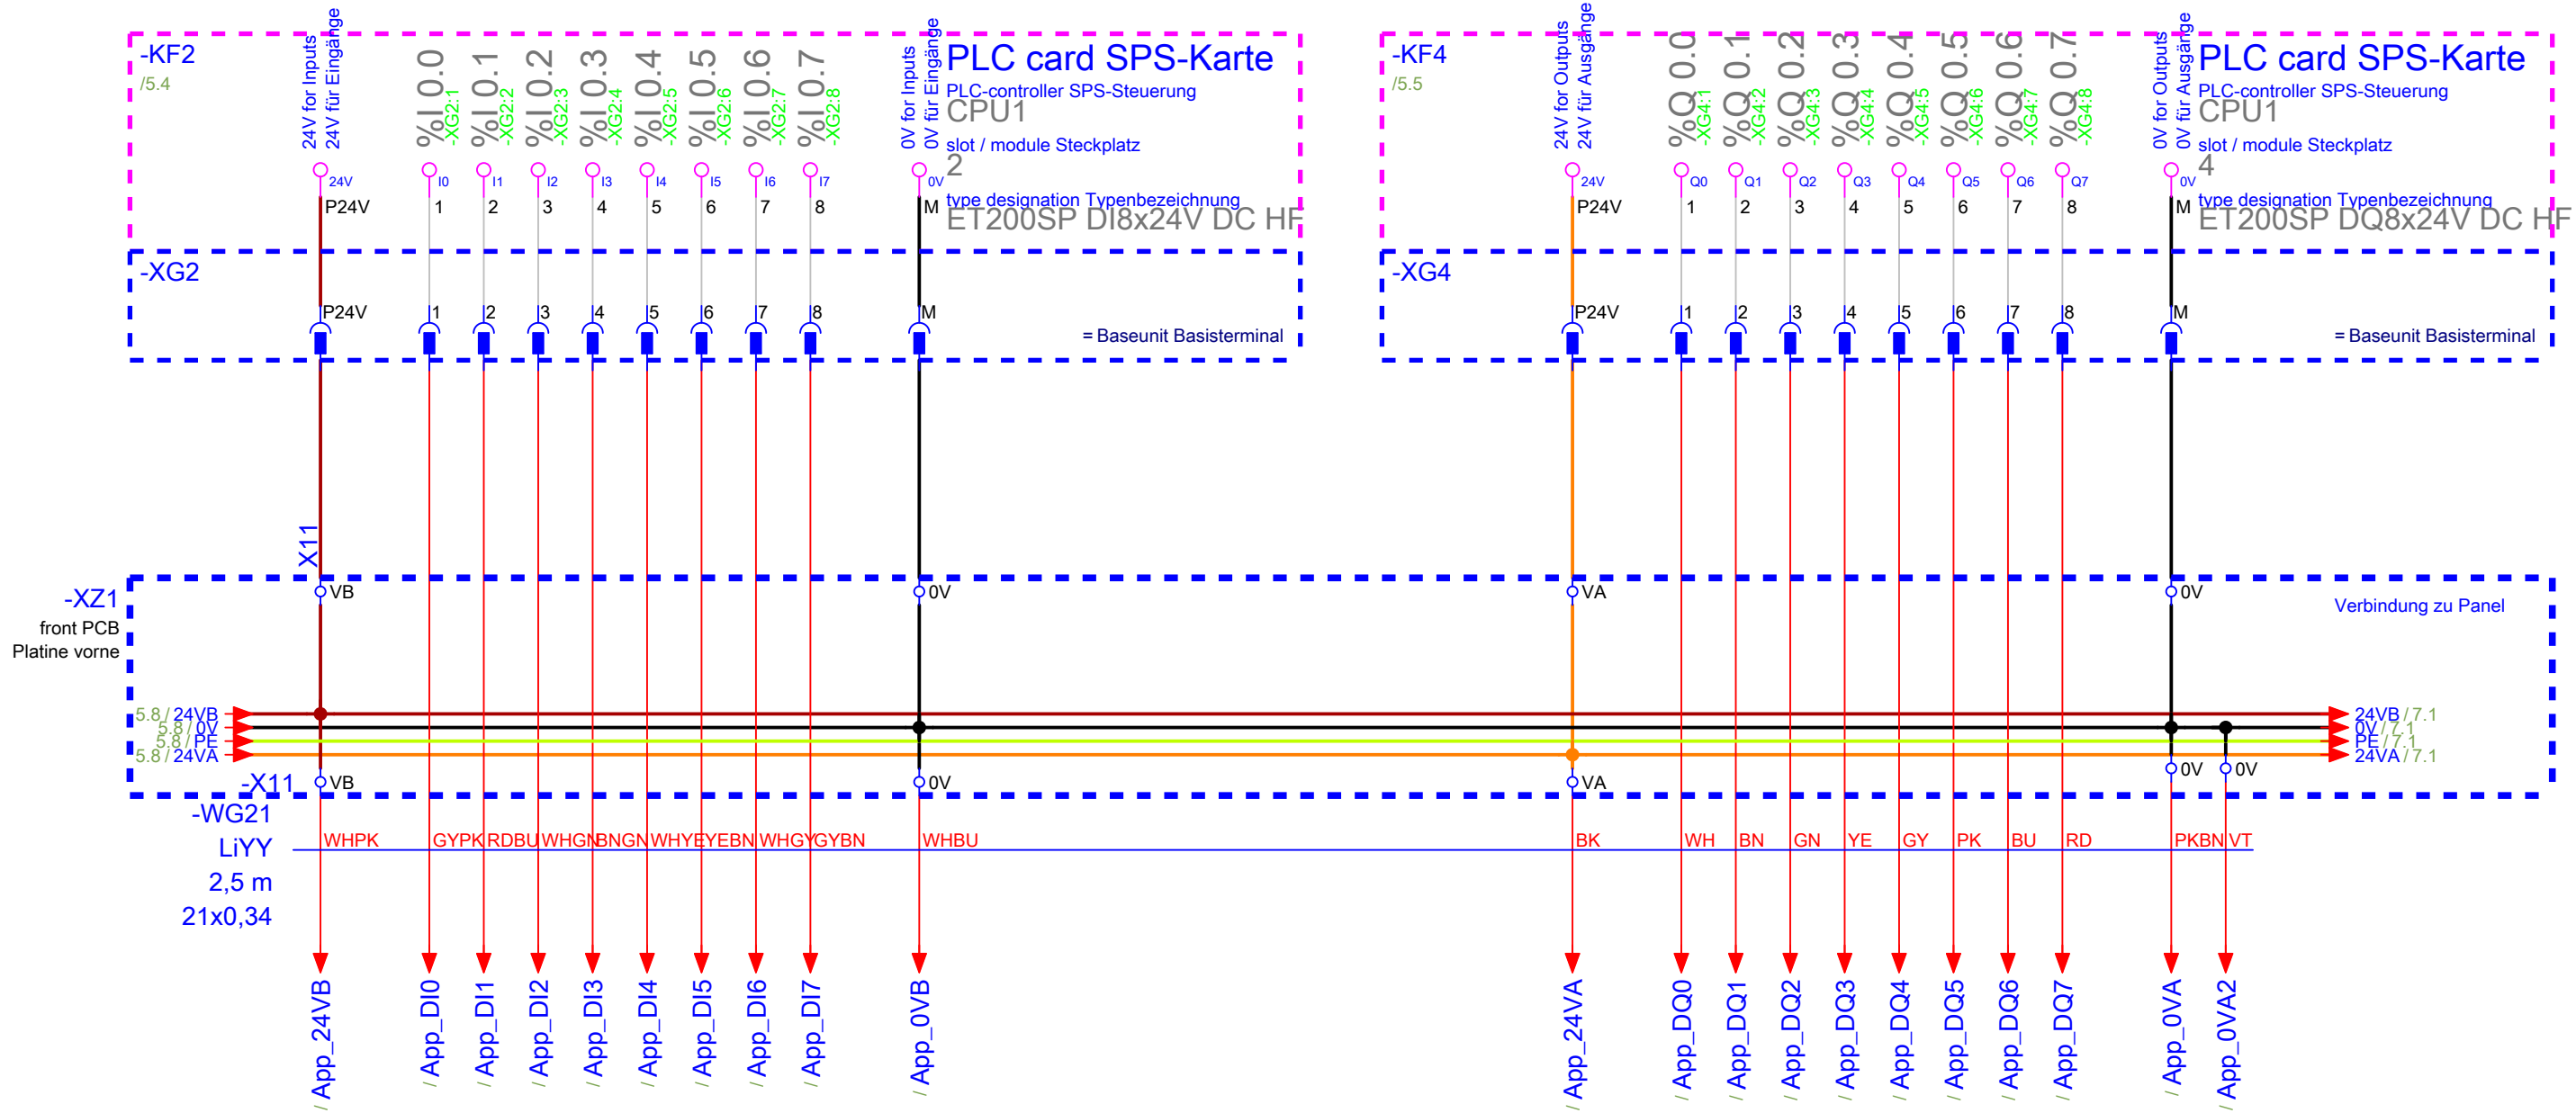 -KF2
/5.4
24V for Inputs
24V für Eingänge
%I 0.0
-XG2:1
%I 0.1
-XG2:2
%I 0.2
-XG2:3
%I 0.3
-XG2:4
%I 0.4
-XG2:5
%I 0.5
-XG2:6
%I 0.6
-XG2:7
%I 0.7
-XG2:8
0V for Inputs
0V für Eingänge
PLC card SPS-Karte
PLC-controller SPS-Steuerung
CPU1
slot / module Steckplatz
2
type designation Typenbezeichnung
ET200SP DI8x24V DC HF
24V I0 I1 I2 I3 I4 I5 I6 I7 0V
P24V 1 2 3 4 5 6 7 8 M
-XG2
P24V 1 2 3 4 5 6 7 8 M
= Baseunit Basisterminal
-KF4
/5.5
24V for Outputs
24V für Ausgänge
%Q 0.0
-XG4:1
%Q 0.1
-XG4:2
%Q 0.2
-XG4:3
%Q 0.3
-XG4:4
%Q 0.4
-XG4:5
%Q 0.5
-XG4:6
%Q 0.6
-XG4:7
%Q 0.7
-XG4:8
0V for Outputs
0V für Ausgänge
PLC card SPS-Karte
PLC-controller SPS-Steuerung
CPU1
slot / module Steckplatz
4
type designation Typenbezeichnung
ET200SP DQ8x24V DC HF
24V Q0 Q1 Q2 Q3 Q4 Q5 Q6 Q7 0V
P24V 1 2 3 4 5 6 7 8 M
-XG4
P24V 1 2 3 4 5 6 7 8 M
= Baseunit Basisterminal
X11
-XZ1
front PCB
Platine vorne
VB 0V VA 0V
Verbindung zu Panel
5.8 / 24VB
5.8 / 0V
5.8 / PE
5.8 / 24VA
24VB / 7.1
0V / 7.1
PE / 7.1
24VA / 7.1
-X11
VB 0V VA 0V 0V
-WG21
LiYY
2,5 m
21x0,34
WHPK GYPK RDBU WHGN BNGN WHYE YEBN WHGY GYBN WHBU BK WH BN GN YE GY PK BU RD PKBN VT
/ App_24VB
/ App_DI0
/ App_DI1
/ App_DI2
/ App_DI3
/ App_DI4
/ App_DI5
/ App_DI6
/ App_DI7
/ App_0VB
/ App_24VA
/ App_DQ0
/ App_DQ1
/ App_DQ2
/ App_DQ3
/ App_DQ4
/ App_DQ5
/ App_DQ6
/ App_DQ7
/ App_0VA
/ App_0VA2